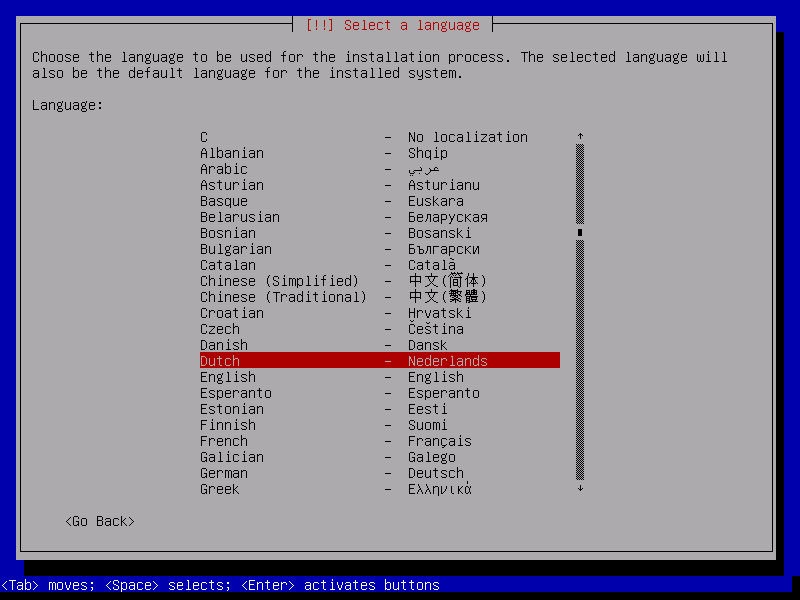 [!!] Select a language
Choose the language to be used for the installation process. The selected language will
also be the default language for the installed system.
Language:
C - No localization
Albanian - Shqip
Arabic - عربي
Asturian - Asturianu
Basque - Euskara
Belarusian - Беларуская
Bosnian - Bosanski
Bulgarian - Български
Catalan - Català
Chinese (Simplified) - 中文(简体)
Chinese (Traditional) - 中文(繁體)
Croatian - Hrvatski
Czech - Čeština
Danish - Dansk
Dutch - Nederlands
English - English
Esperanto - Esperanto
Estonian - Eesti
Finnish - Suomi
French - Français
Galician - Galego
German - Deutsch
Greek - Ελληνικά
<Go Back>
<Tab> moves; <Space> selects; <Enter> activates buttons